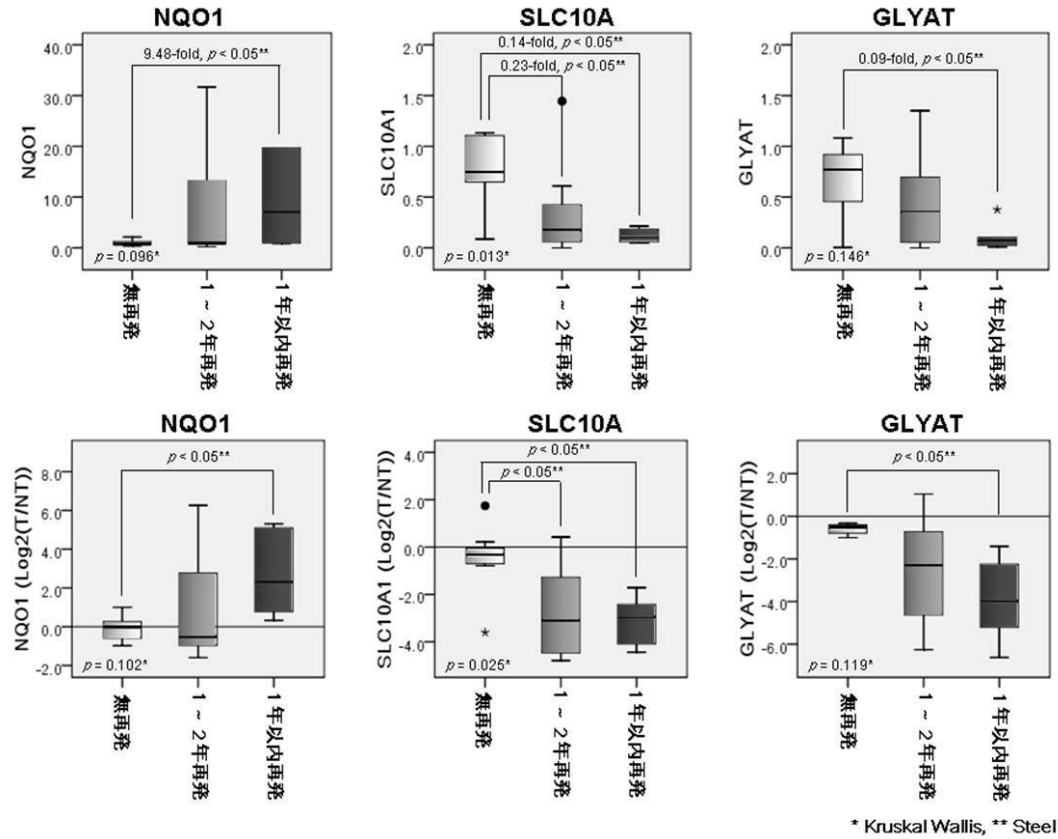 NQO1
NQO1
40.0
30.0
20.0
10.0
0.0
9.48-fold, p < 0.05**
p = 0.096*
無再発
1 ~ 2年再発
1年以内再発
SLC10A
SLC10A1
2.0
1.5
1.0
0.5
0.0
0.14-fold, p < 0.05**
0.23-fold, p < 0.05**
p = 0.013*
無再発
1 ~ 2年再発
1年以内再発
GLYAT
GLYAT
2.0
1.5
1.0
0.5
0.0
0.09-fold, p < 0.05**
p = 0.146*
無再発
1 ~ 2年再発
1年以内再発
NQO1
NQO1 (Log2(T/NT))
8.0
6.0
4.0
2.0
0.0
-2.0
p < 0.05**
p = 0.102*
無再発
1 ~ 2年再発
1年以内再発
SLC10A
SLC10A1 (Log2(T/NT))
4.0
2.0
0.0
-2.0
-4.0
p < 0.05**
p < 0.05**
p = 0.025*
無再発
1 ~ 2年再発
1年以内再発
GLYAT
GLYAT (Log2(T/NT))
2.0
0.0
-2.0
-4.0
-6.0
p < 0.05**
p = 0.119*
無再発
1 ~ 2年再発
1年以内再発
* Kruskal Wallis, ** Steel